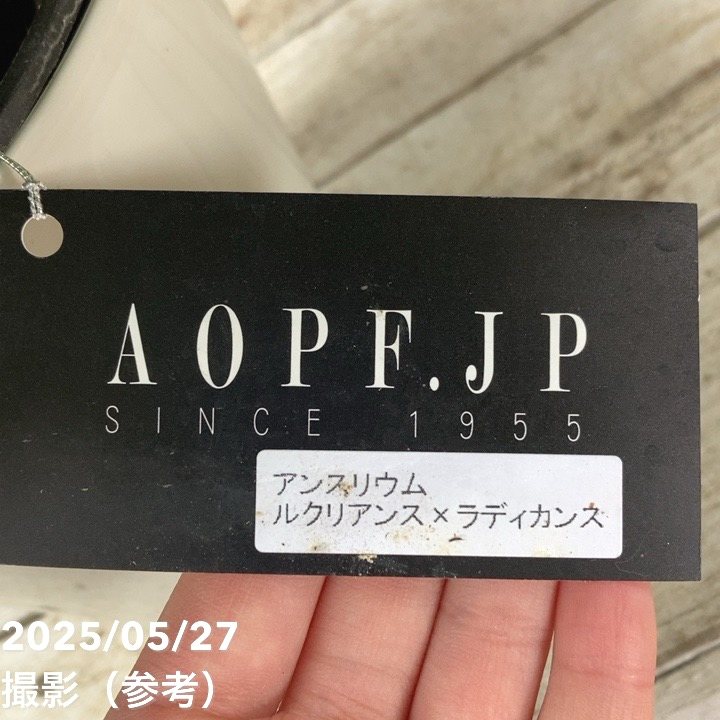 AOPF.JP
SINCE 1955
アンスリウム
ルクリアンス×ラディカンス
2025/05/27
撮影（参考）